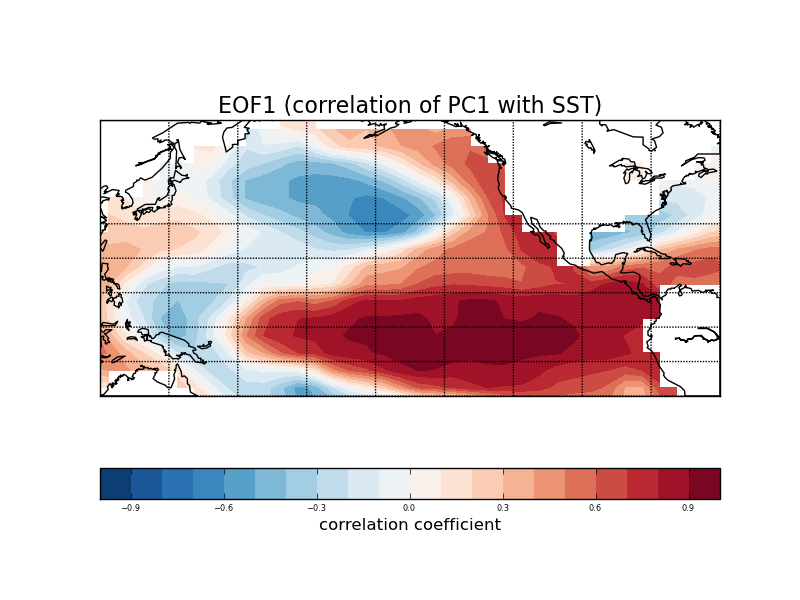 EOF1 (correlation of PC1 with SST)
−0.9 −0.6 −0.3 0.0 0.3 0.6 0.9
correlation coefficient